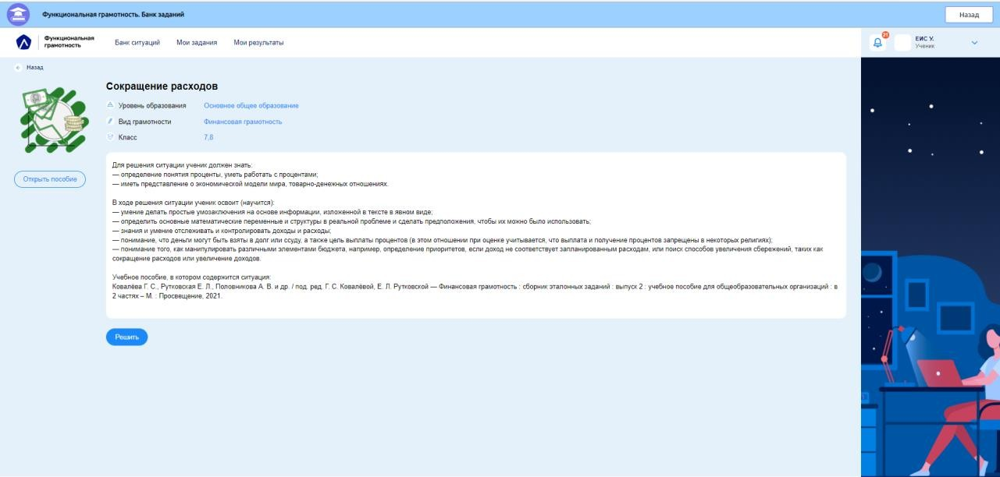 Функциональная грамотность. Банк заданий
Назад
Функциональная
грамотность
Банк ситуаций
Мои задания
Мои результаты
21
ЕИС У.
Ученик
Назад
Сокращение расходов
Уровень образования Основное общее образование
Вид грамотности Финансовая грамотность
Класс 7,8
Открыть пособие
Для решения ситуации ученик должен знать:
— определение понятия проценты, уметь работать с процентами;
— иметь представление о экономической модели мира, товарно-денежных отношениях.
В ходе решения ситуации ученик освоит (научится):
— умение делать простые умозаключения на основе информации, изложенной в тексте в явном виде;
— определить основные математические переменные и структуры в реальной проблеме и сделать предположения, чтобы их можно было использовать;
— знания и умение отслеживать и контролировать доходы и расходы;
— понимание, что деньги могут быть взяты в долг или ссуду, а также цель выплаты процентов (в этом отношении при оценке учитывается, что выплата и получение процентов запрещены в некоторых религиях);
— понимание того, как манипулировать различными элементами бюджета, например, определение приоритетов, если доход не соответствует запланированным расходам, или поиск способов увеличения сбережений, таких как
сокращение расходов или увеличение доходов.
Учебное пособие, в котором содержится ситуация:
Ковалёва Г. С., Рутковская Е. Л., Половникова А. В. и др. / под. ред. Г. С. Ковалёвой, Е. Л. Рутковской — Финансовая грамотность : сборник эталонных заданий : выпуск 2 : учебное пособие для общеобразовательных организаций : в
2 частях – М. : Просвещение, 2021.
Решить